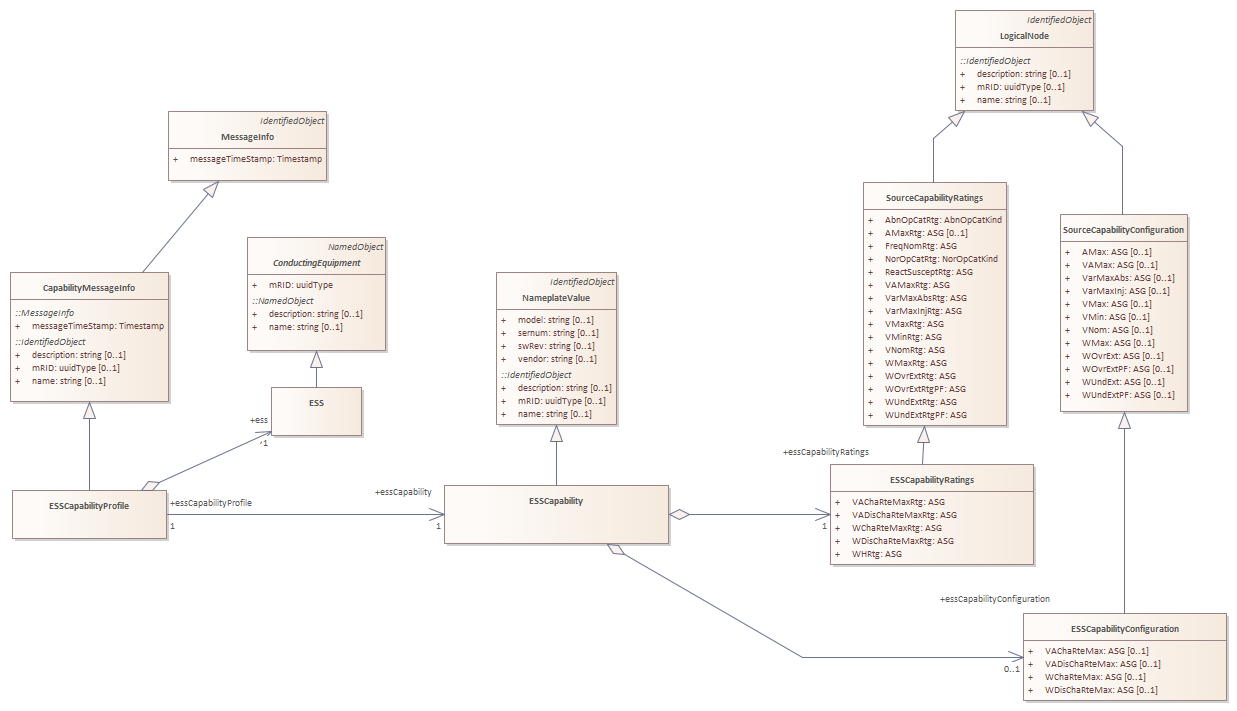 IdentifiedObject
LogicalNode
::IdentifiedObject
+ description: string [0..1]
+ mRID: uuidType [0..1]
+ name: string [0..1]
IdentifiedObject
MessageInfo
+ messageTimeStamp: Timestamp
SourceCapabilityRatings
+ AbnOpCatRtg: AbnOpCatKind
+ AMaxRtg: ASG [0..1]
+ FreqNomRtg: ASG
+ NorOpCatRtg: NorOpCatKind
+ ReactSusceptRtg: ASG
+ VAMaxRtg: ASG
+ VarMaxAbsRtg: ASG
+ VarMaxInjRtg: ASG
+ VMaxRtg: ASG
+ VMinRtg: ASG
+ VNomRtg: ASG
+ WMaxRtg: ASG
+ WOvrExtRtg: ASG
+ WOvrExtRtgPF: ASG
+ WUndExtRtg: ASG
+ WUndExtRtgPF: ASG
SourceCapabilityConfiguration
+ AMax: ASG [0..1]
+ VAMax: ASG [0..1]
+ VarMaxAbs: ASG [0..1]
+ VarMaxInj: ASG [0..1]
+ VMax: ASG [0..1]
+ VMin: ASG [0..1]
+ VNom: ASG [0..1]
+ WMax: ASG [0..1]
+ WOvrExt: ASG [0..1]
+ WOvrExtPF: ASG [0..1]
+ WUndExt: ASG [0..1]
+ WUndExtPF: ASG [0..1]
NamedObject
ConductingEquipment
+ mRID: uuidType
::NamedObject
+ description: string [0..1]
+ name: string [0..1]
CapabilityMessageInfo
::MessageInfo
+ messageTimeStamp: Timestamp
::IdentifiedObject
+ description: string [0..1]
+ mRID: uuidType [0..1]
+ name: string [0..1]
IdentifiedObject
NameplateValue
+ model: string [0..1]
+ sernum: string [0..1]
+ swRev: string [0..1]
+ vendor: string [0..1]
::IdentifiedObject
+ description: string [0..1]
+ mRID: uuidType [0..1]
+ name: string [0..1]
ESS
+ess
1
ESSCapabilityProfile
+essCapabilityProfile
1
+essCapability
1
ESSCapability
+essCapabilityRatings
1
ESSCapabilityRatings
+ VAChaRteMaxRtg: ASG
+ VADisChaRteMaxRtg: ASG
+ WChaRteMaxRtg: ASG
+ WDisChaRteMaxRtg: ASG
+ WHRtg: ASG
+essCapabilityConfiguration
0..1
ESSCapabilityConfiguration
+ VAChaRteMax: ASG [0..1]
+ VADisChaRteMax: ASG [0..1]
+ WChaRteMax: ASG [0..1]
+ WDisChaRteMax: ASG [0..1]